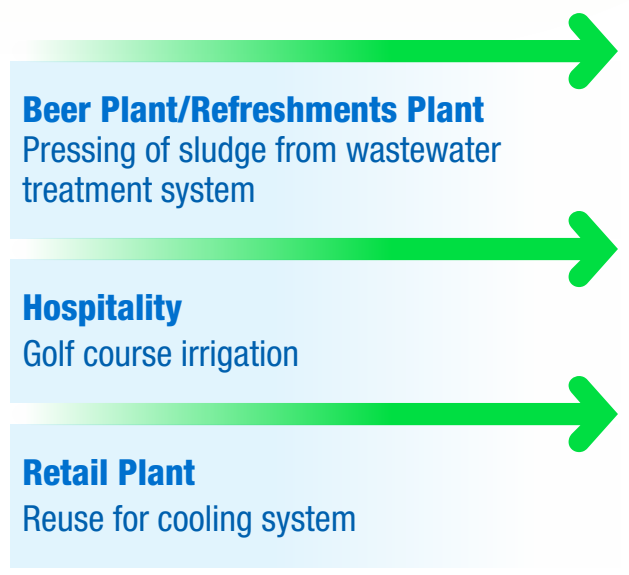 Beer Plant/Refreshments Plant
Pressing of sludge from wastewater
treatment system
Hospitality
Golf course irrigation
Retail Plant
Reuse for cooling system